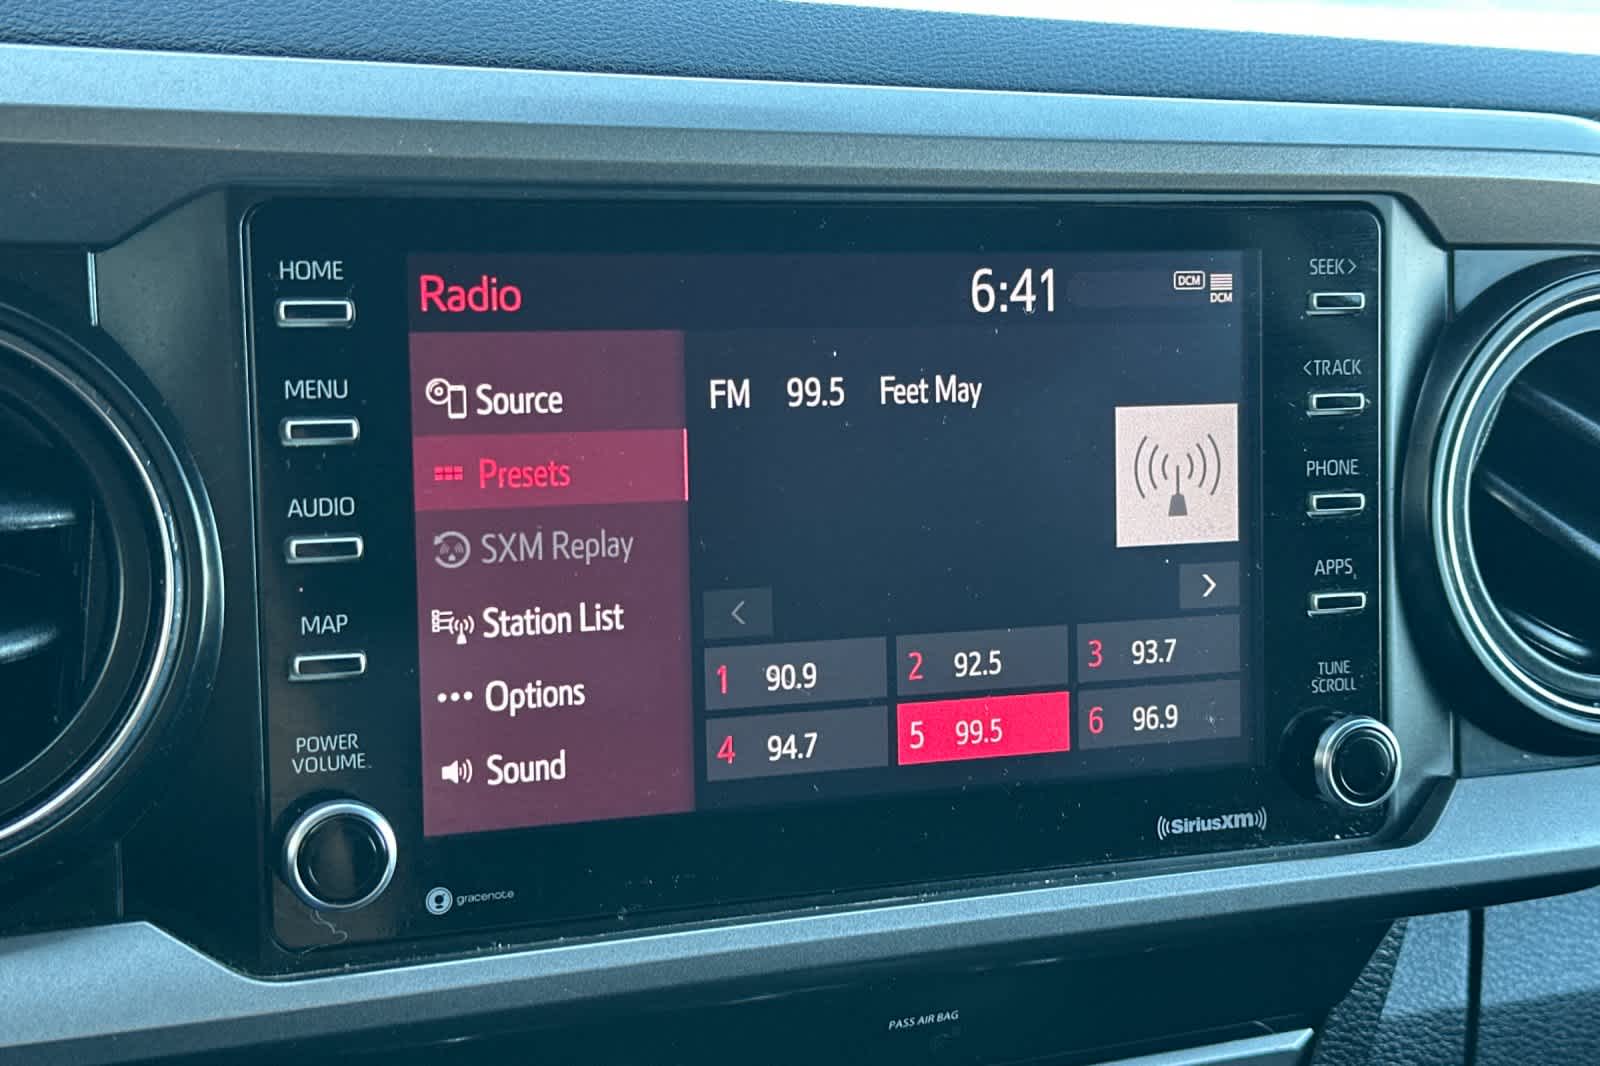 HOME
MENU
AUDIO
MAP
POWER
VOLUME
Radio
6:41
DCM
DCM
Source
Presets
SXM Replay
Station List
Options
Sound
FM 99.5 Feet May
<
>
1 90.9
2 92.5
3 93.7
4 94.7
5 99.5
6 96.9
SEEK>
<TRACK
PHONE
APPS
TUNE
SCROLL
((SiriusXM))
gracenote
PASS AIR BAG